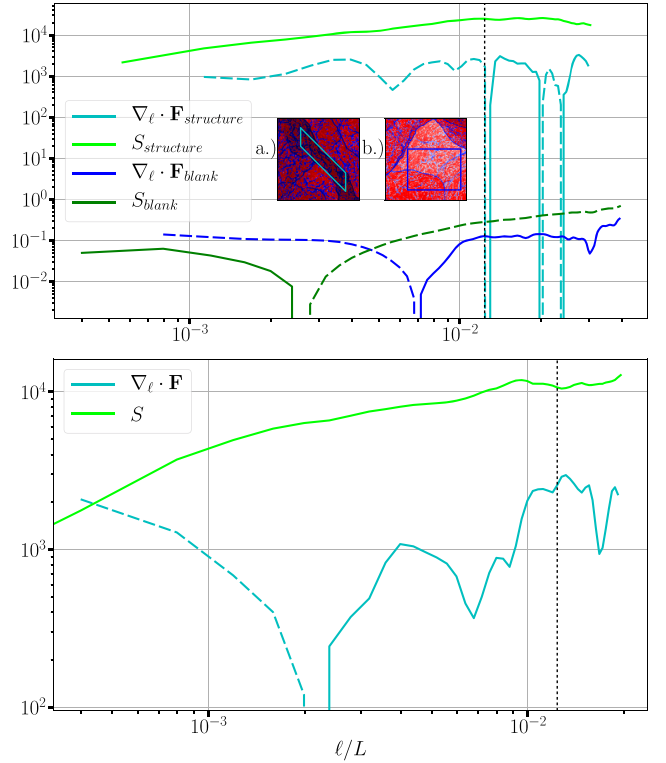 10^4
10^3
10^2
10^1
10^0
10^-1
10^-2
∇_ℓ · F_structure
S_structure
∇_ℓ · F_blank
S_blank
a.)
b.)
10^-3
10^-2
10^4
10^3
10^2
∇_ℓ · F
S
10^-3
10^-2
ℓ/L